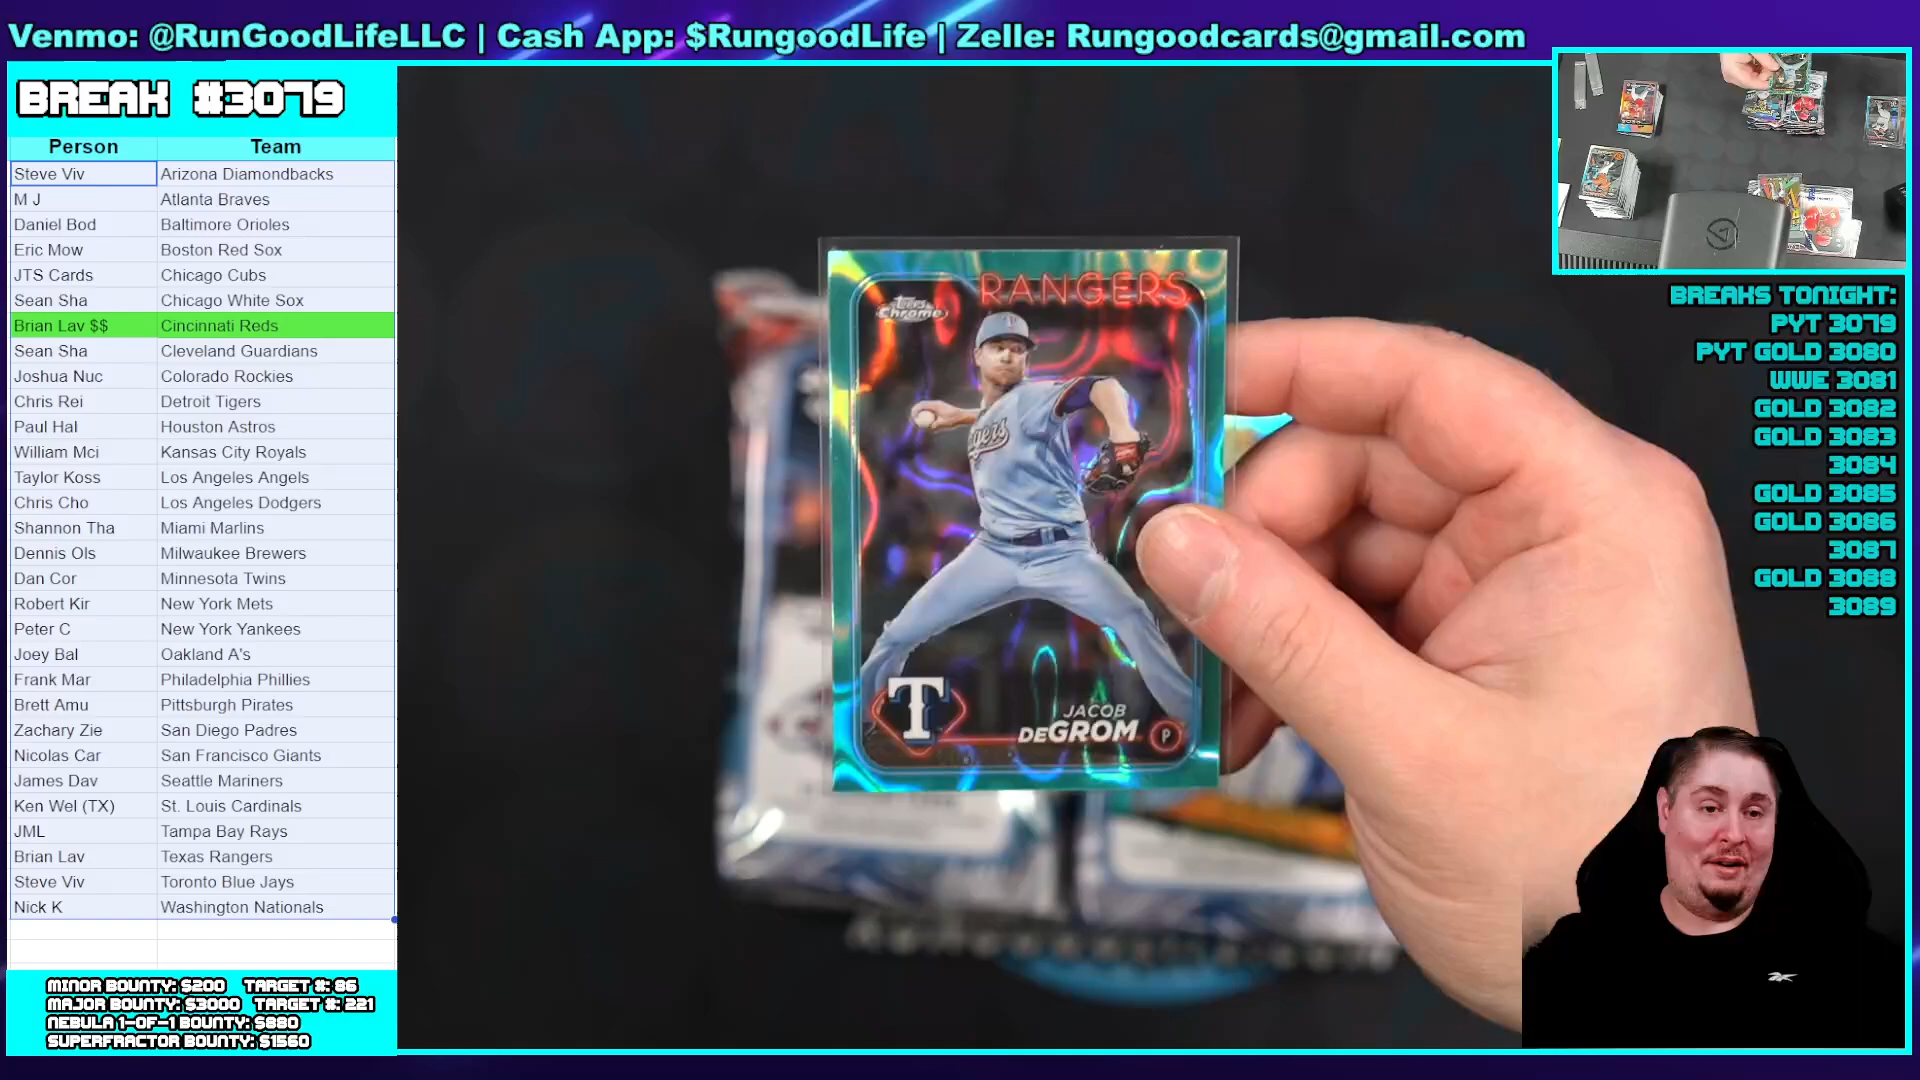 Venmo: @RunGoodLifeLLC | Cash App: $RungoodLife | Zelle: Rungoodcards@gmail.com
BREAK #3079
Person Team
Steve Viv Arizona Diamondbacks
M J Atlanta Braves
Daniel Bod Baltimore Orioles
Eric Mow Boston Red Sox
JTS Cards Chicago Cubs
Sean Sha Chicago White Sox
Brian Lav $$ Cincinnati Reds
Sean Sha Cleveland Guardians
Joshua Nuc Colorado Rockies
Chris Rei Detroit Tigers
Paul Hal Houston Astros
William Mci Kansas City Royals
Taylor Koss Los Angeles Angels
Chris Cho Los Angeles Dodgers
Shannon Tha Miami Marlins
Dennis Ols Milwaukee Brewers
Dan Cor Minnesota Twins
Robert Kir New York Mets
Peter C New York Yankees
Joey Bal Oakland A's
Frank Mar Philadelphia Phillies
Brett Amu Pittsburgh Pirates
Zachary Zie San Diego Padres
Nicolas Car San Francisco Giants
James Dav Seattle Mariners
Ken Wel (TX) St. Louis Cardinals
JML Tampa Bay Rays
Brian Lav Texas Rangers
Steve Viv Toronto Blue Jays
Nick K Washington Nationals
MINOR BOUNTY: $200 TARGET #: 86
MAJOR BOUNTY: $3000 TARGET #: 221
NEBULA 1-OF-1 BOUNTY: $880
SUPERFRACTOR BOUNTY: $1560
RANGERS
Topps
Chrome
T
JACOB
DEGROM P
BREAKS TONIGHT:
PYT 3079
PYT GOLD 3080
WWE 3081
GOLD 3082
GOLD 3083
3084
GOLD 3085
GOLD 3086
3087
GOLD 3088
3089